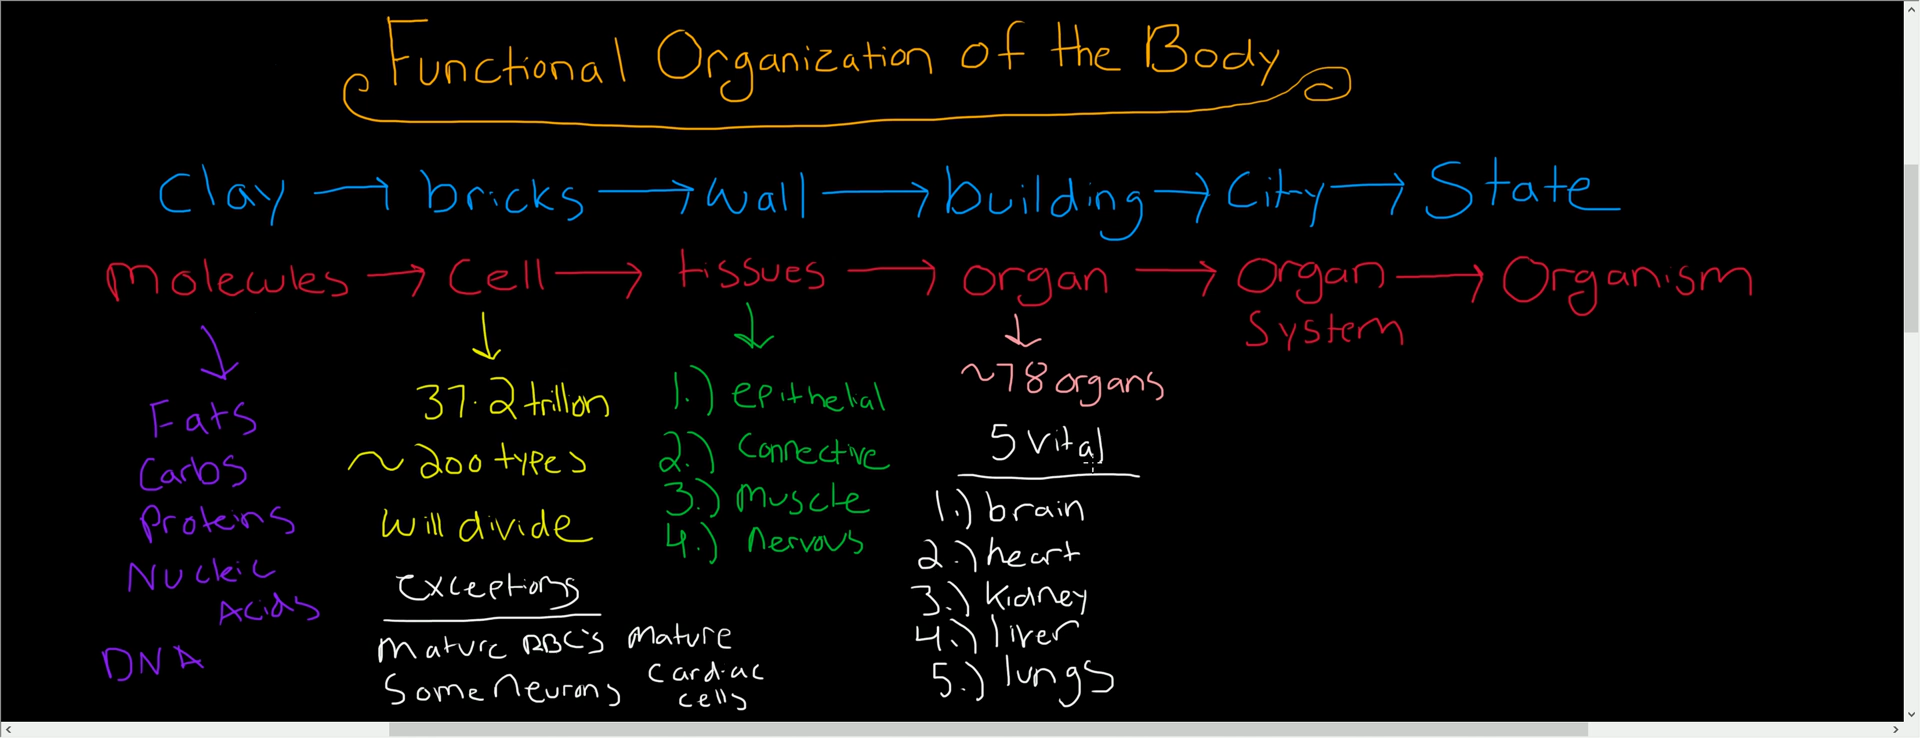 Functional Organization of the Body
Clay → bricks → wall → building → City → State
Molecules → Cell → tissues → organ → Organ System → Organism
Fats
Carbs
Proteins
Nucleic
Acids
DNA
37.2 trillion
~ 200 types
will divide
exceptions
Mature RBC's
Some Neurons
Mature
cardiac
cells
1.) epithelial
2.) Connective
3.) Muscle
4.) nervous
~78 organs
5 vital
1.) brain
2.) heart
3.) kidney
4.) liver
5.) lungs